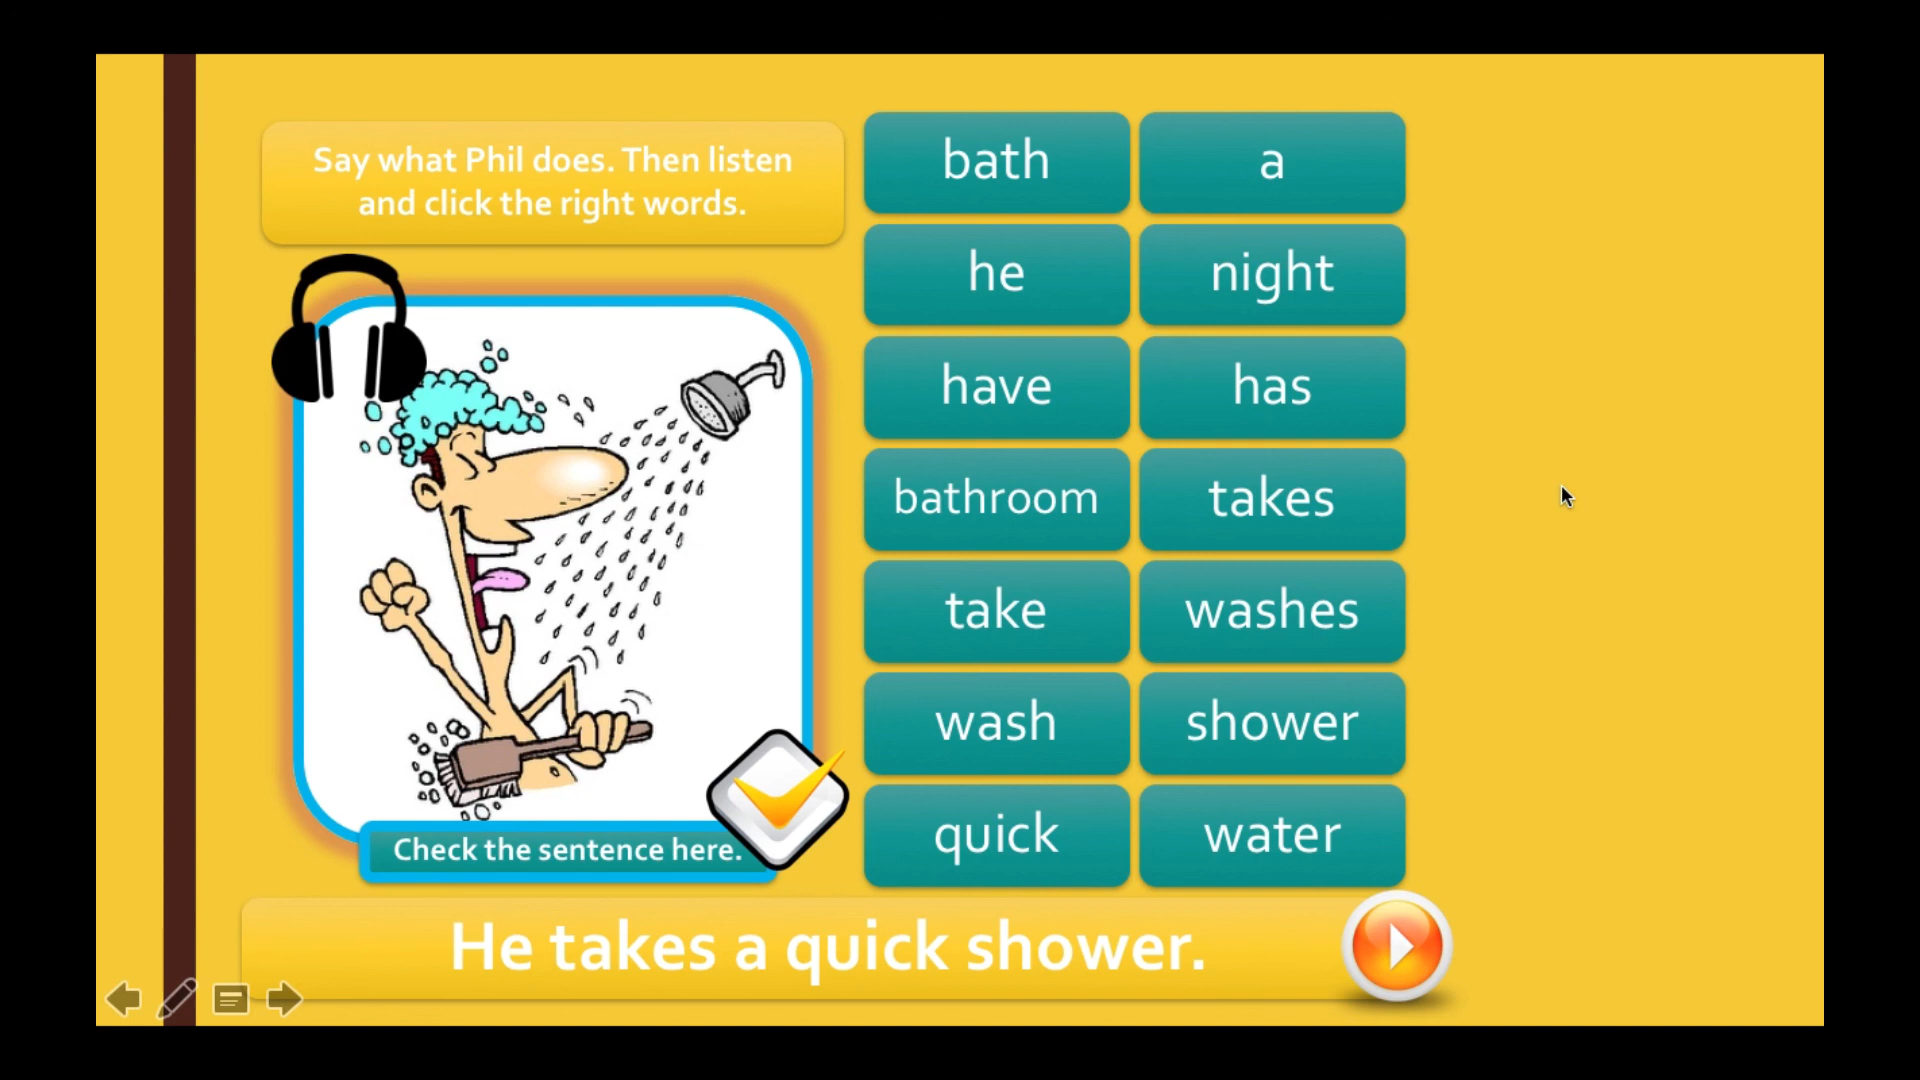 Say what Phil does. Then listen
and click the right words.
bath
a
he
night
have
has
bathroom
takes
take
washes
wash
shower
quick
water
Check the sentence here.
He takes a quick shower.